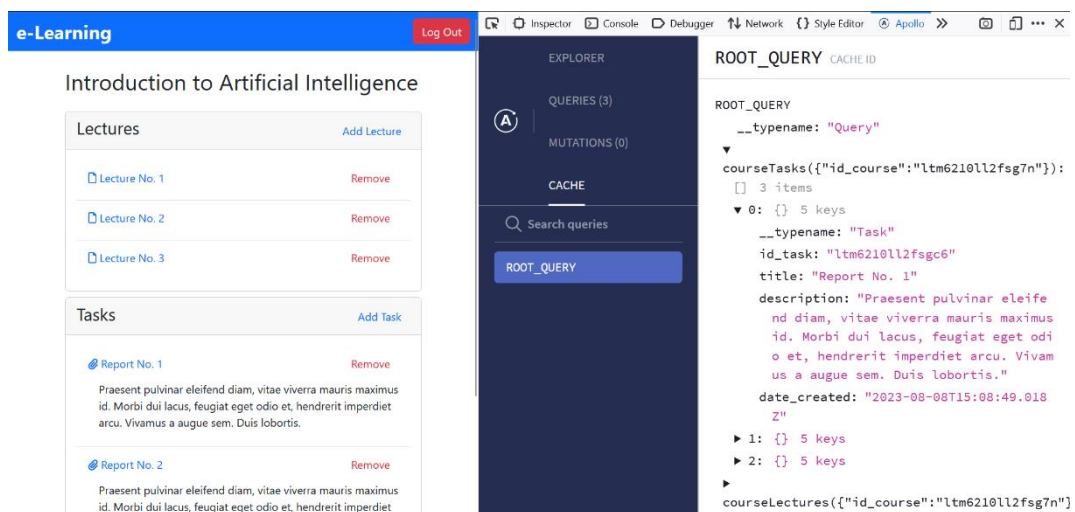 e-Learning
Log Out
Introduction to Artificial Intelligence
Lectures
Add Lecture
Lecture No. 1
Remove
Lecture No. 2
Remove
Lecture No. 3
Remove
Tasks
Add Task
Report No. 1
Remove
Praesent pulvinar eleifend diam, vitae viverra mauris maximus
id. Morbi dui lacus, feugiat eget odio et, hendrerit imperdiet
arcu. Vivamus a augue sem. Duis lobortis.
Report No. 2
Remove
Praesent pulvinar eleifend diam, vitae viverra mauris maximus
id. Morbi dui lacus, feugiat eget odio et, hendrerit imperdiet
Inspector Console Debugger Network {} Style Editor Apollo
EXPLORER
QUERIES (3)
MUTATIONS (0)
CACHE
Search queries
ROOT_QUERY
ROOT_QUERY CACHE ID
ROOT_QUERY
__typename: "Query"
courseTasks({"id_course":"ltm6210ll2fsg7n"}):
[] 3 items
0: {} 5 keys
__typename: "Task"
id_task: "ltm6210ll2fsgc6"
title: "Report No. 1"
description: "Praesent pulvinar eleife
nd diam, vitae viverra mauris maximus
id. Morbi dui lacus, feugiat eget odi
o et, hendrerit imperdiet arcu. Vivam
us a augue sem. Duis lobortis."
date_created: "2023-08-08T15:08:49.018
Z"
1: {} 5 keys
2: {} 5 keys
courseLectures({"id_course":"ltm6210ll2fsg7n"}